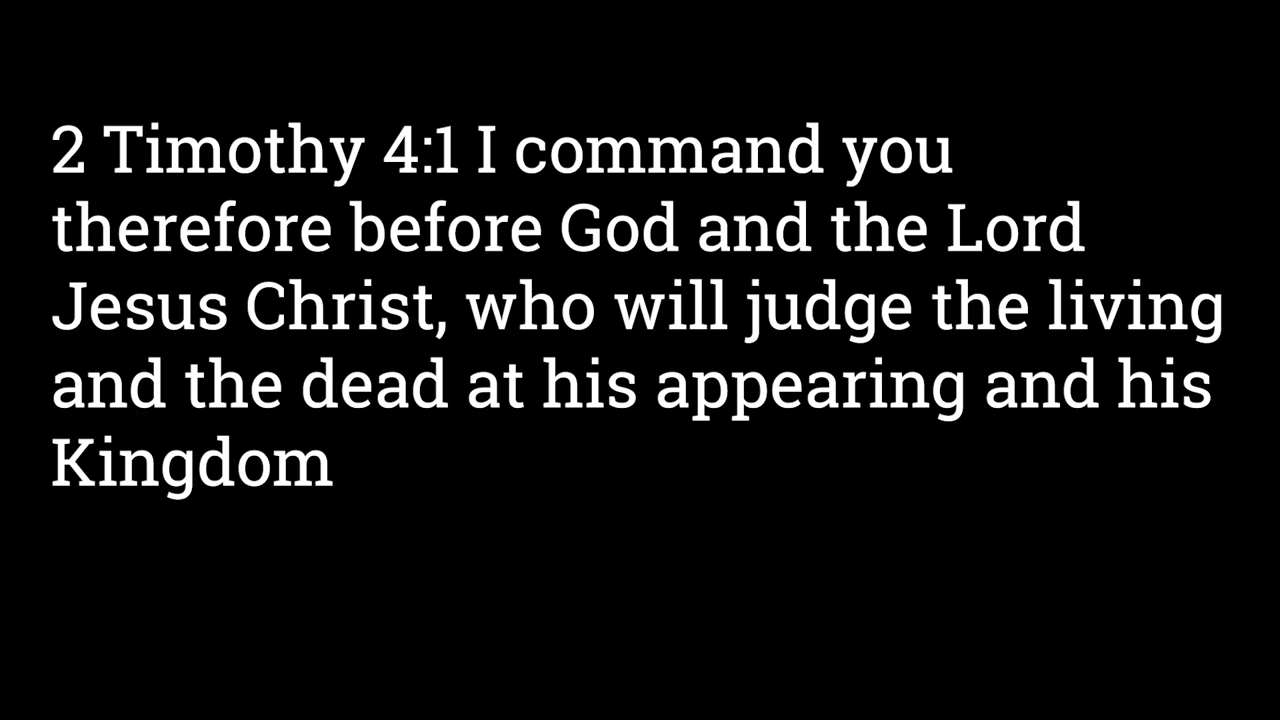 2 Timothy 4:1 I command you
therefore before God and the Lord
Jesus Christ, who will judge the living
and the dead at his appearing and his
Kingdom